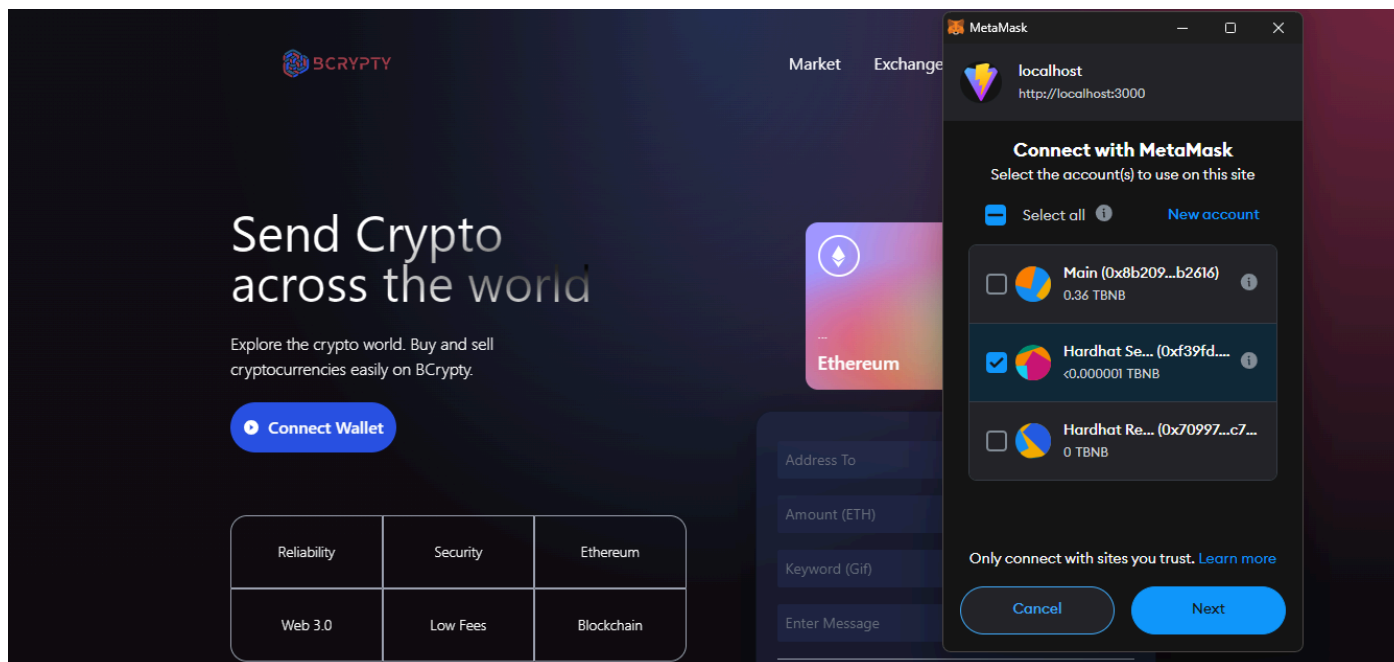 BCRYPTY
Market Exchange
Send Crypto
across the world
Explore the crypto world. Buy and sell
cryptocurrencies easily on BCrypty.
Connect Wallet
Reliability Security Ethereum
Web 3.0 Low Fees Blockchain
...
Ethereum
Address To
Amount (ETH)
Keyword (Gif)
Enter Message
MetaMask
localhost
http://localhost:3000
Connect with MetaMask
Select the account(s) to use on this site
Select all New account
Main (0x8b209...b2616)
0.36 TBNB
Hardhat Se... (0xf39fd....
<0.000001 TBNB
Hardhat Re... (0x70997...c7...
0 TBNB
Only connect with sites you trust. Learn more
Cancel Next